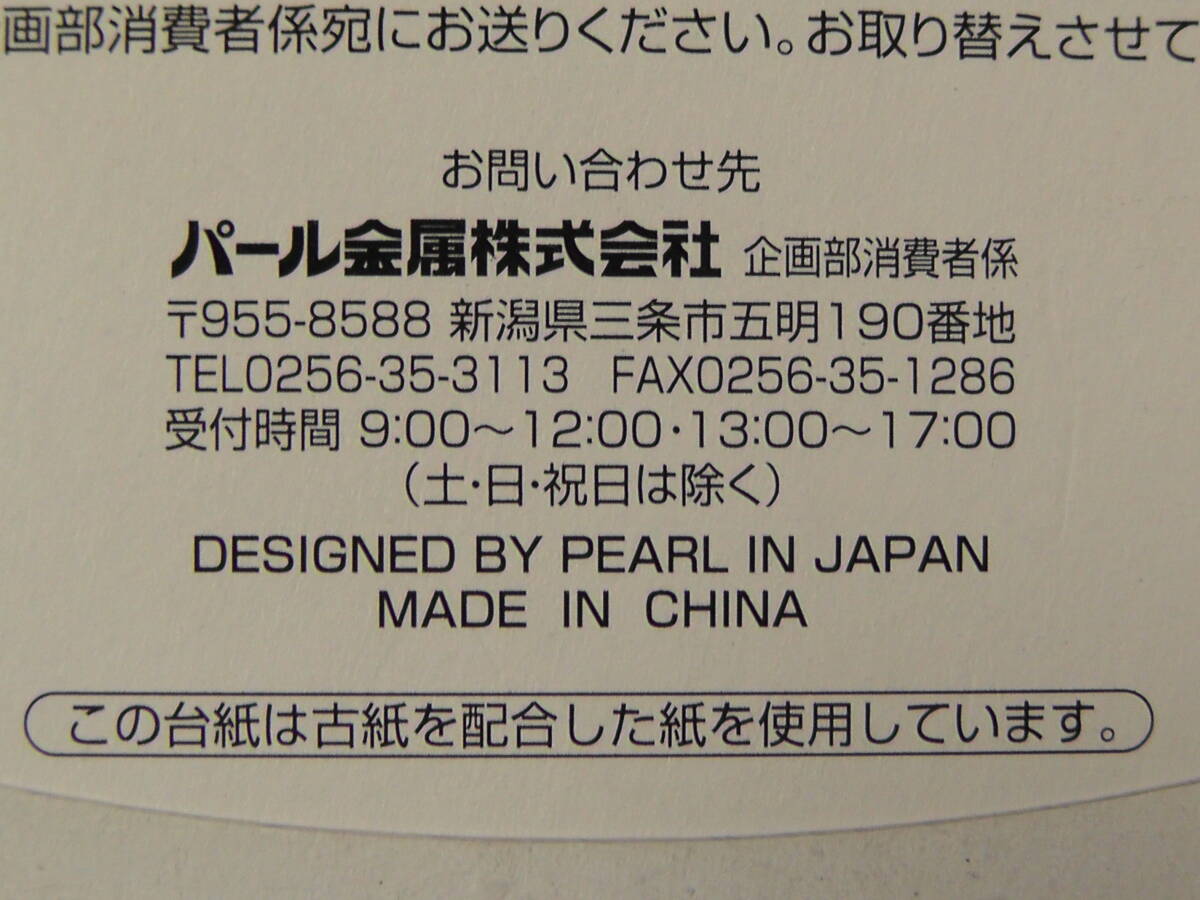 画部消費者係宛にお送りください。お取り替えさせて
お問い合わせ先
パール金属株式会社 企画部消費者係
〒955-8588 新潟県三条市五明190番地
TEL0256-35-3113 FAX0256-35-1286
受付時間 9:00〜12:00・13:00〜17:00
（土・日・祝日は除く）
DESIGNED BY PEARL IN JAPAN
MADE IN CHINA
この台紙は古紙を配合した紙を使用しています。